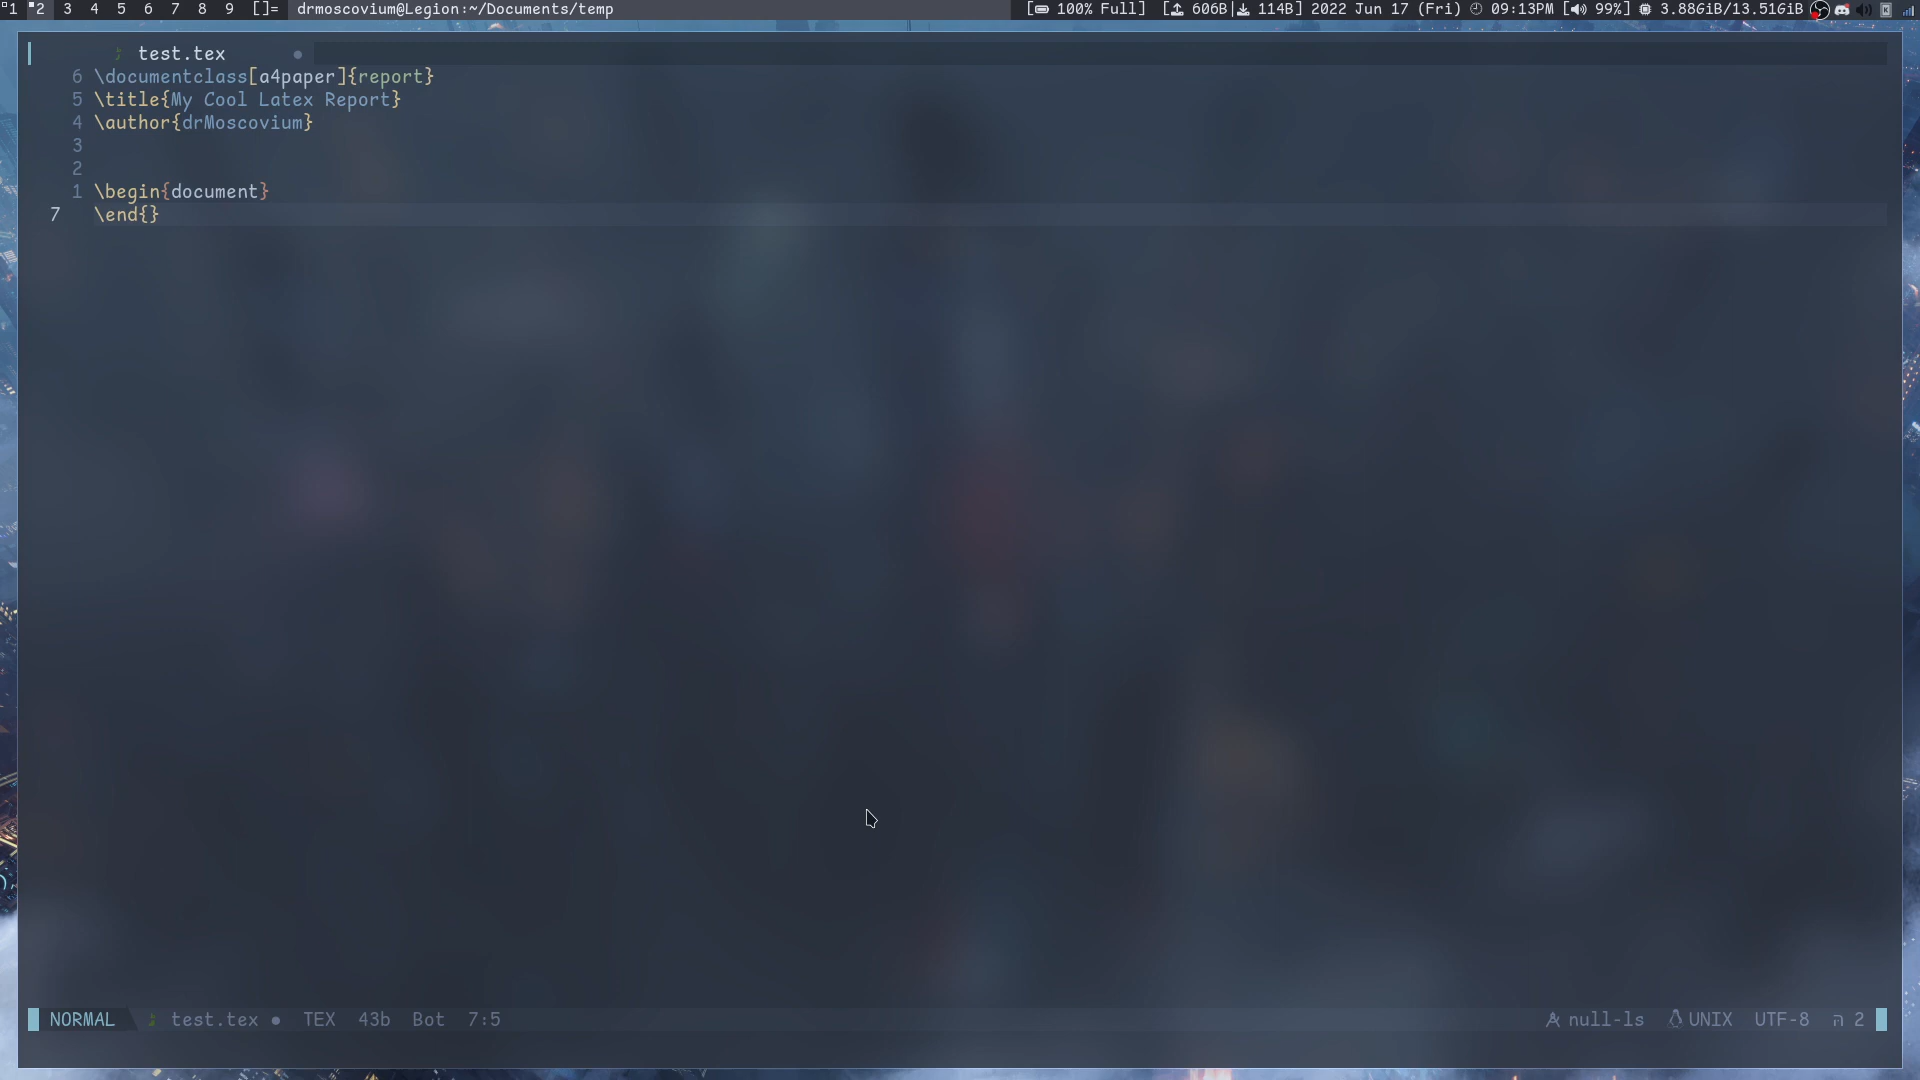 1 2 3 4 5 6 7 8 9 []= drmoscovium@Legion:~/Documents/temp [100% Full] [606B|114B] 2022 Jun 17 (Fri) 09:13PM [99%] 3.88GiB/13.51GiB
test.tex
6 \documentclass[a4paper]{report}
5 \title{My Cool Latex Report}
4 \author{drMoscovium}
3
2
1 \begin{document}
7 \end{}
NORMAL test.tex TEX 43b Bot 7:5 null-ls UNIX UTF-8 2